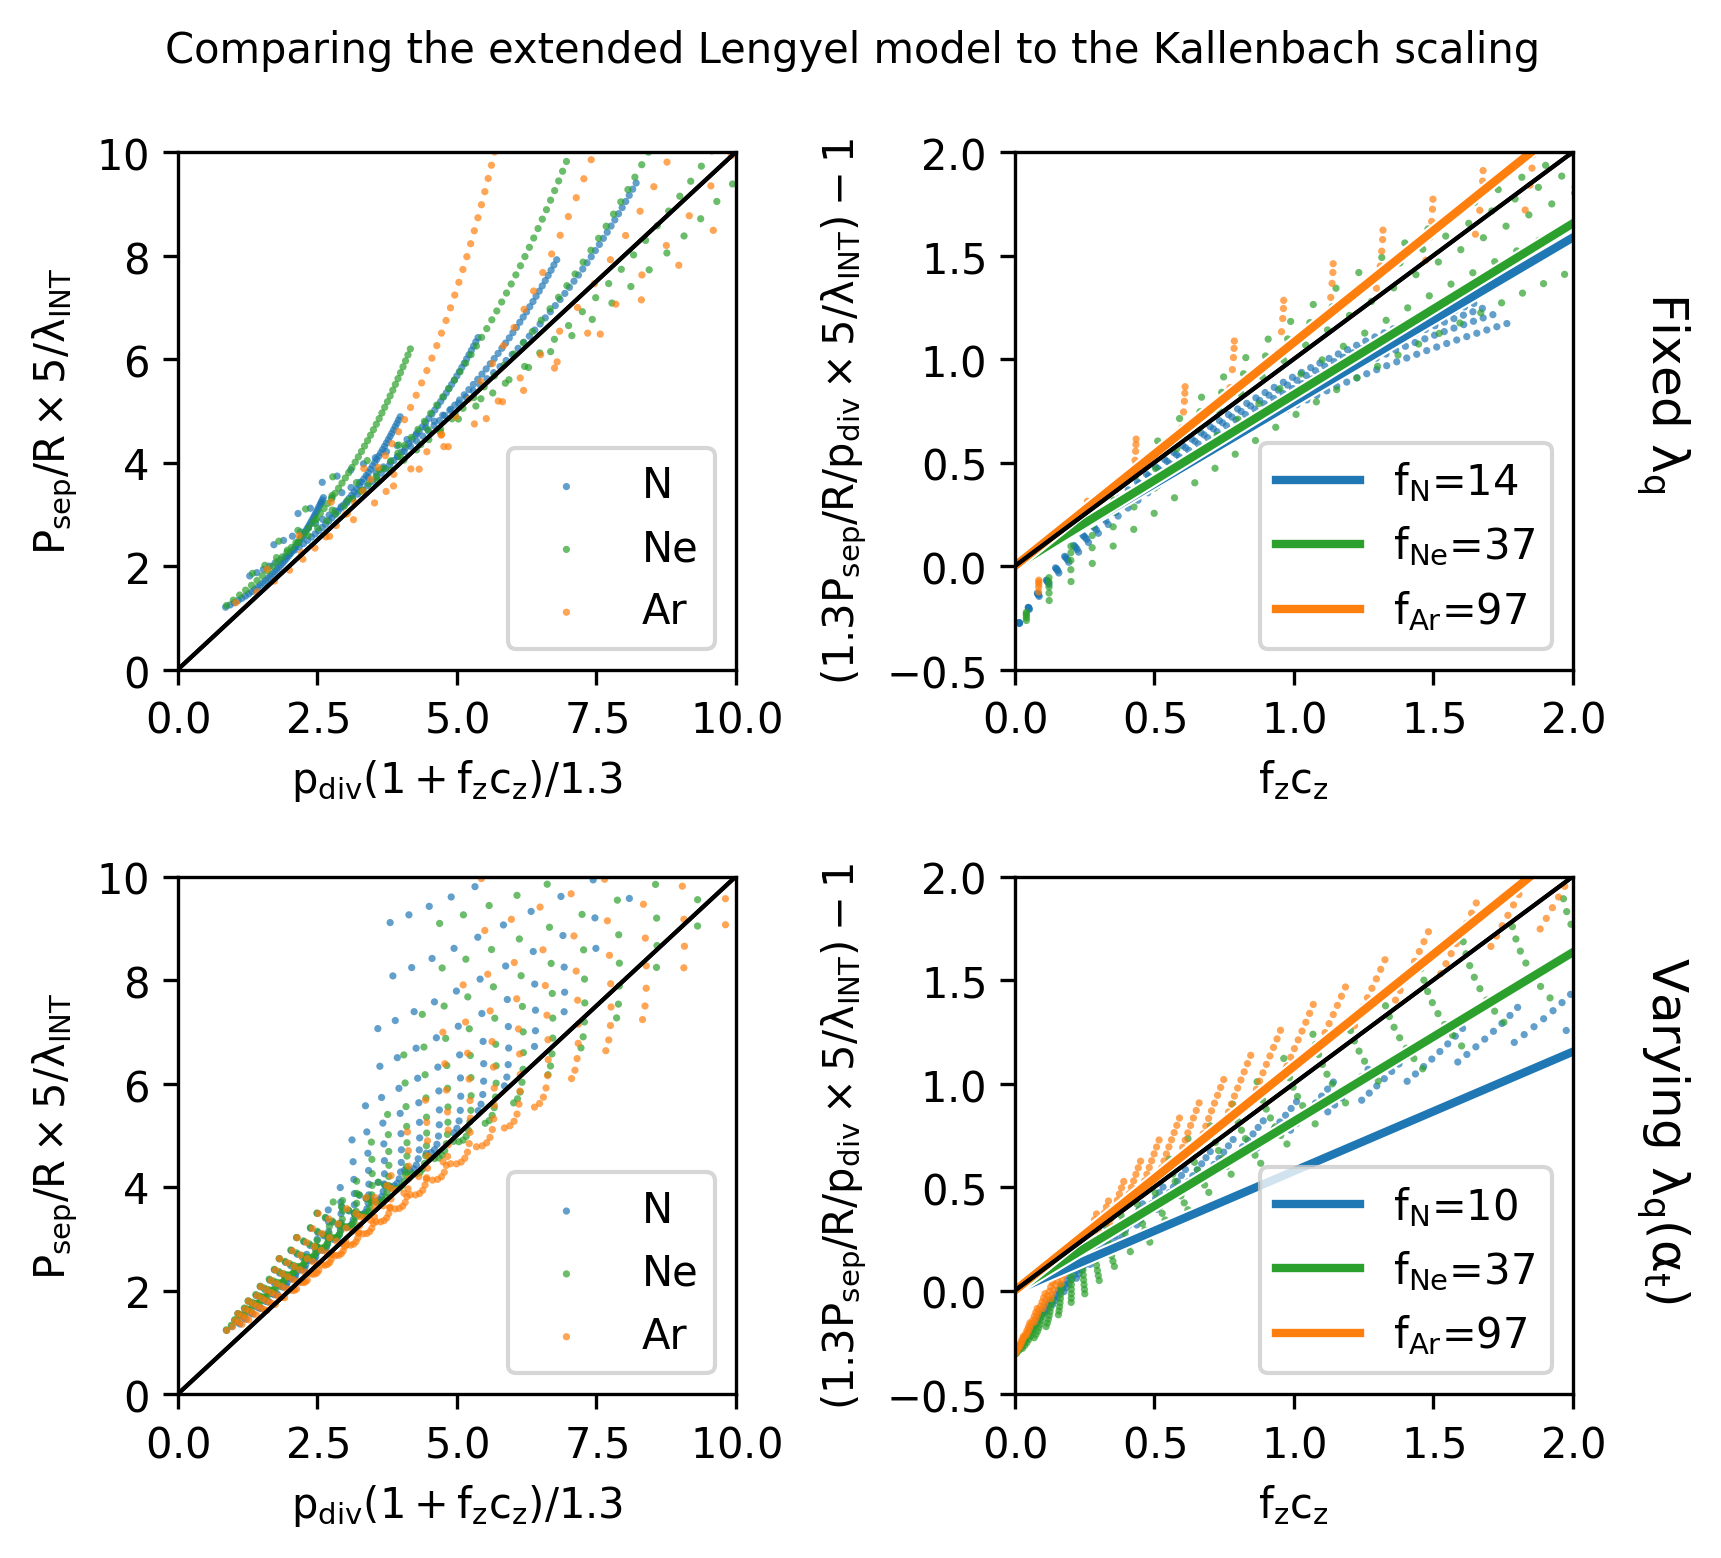 Comparing the extended Lengyel model to the Kallenbach scaling
P_sep/R × 5/λ_INT
10
8
6
4
2
0
0.0 2.5 5.0 7.5 10.0
p_div(1 + f_z c_z)/1.3
N
Ne
Ar
(1.3P_sep/R/p_div × 5/λ_INT) − 1
2.0
1.5
1.0
0.5
0.0
−0.5
0.0 0.5 1.0 1.5 2.0
f_z c_z
f_N=14
f_Ne=37
f_Ar=97
Fixed λ_q
P_sep/R × 5/λ_INT
10
8
6
4
2
0
0.0 2.5 5.0 7.5 10.0
p_div(1 + f_z c_z)/1.3
N
Ne
Ar
(1.3P_sep/R/p_div × 5/λ_INT) − 1
2.0
1.5
1.0
0.5
0.0
−0.5
0.0 0.5 1.0 1.5 2.0
f_z c_z
f_N=10
f_Ne=37
f_Ar=97
Varying λ_q(α_t)